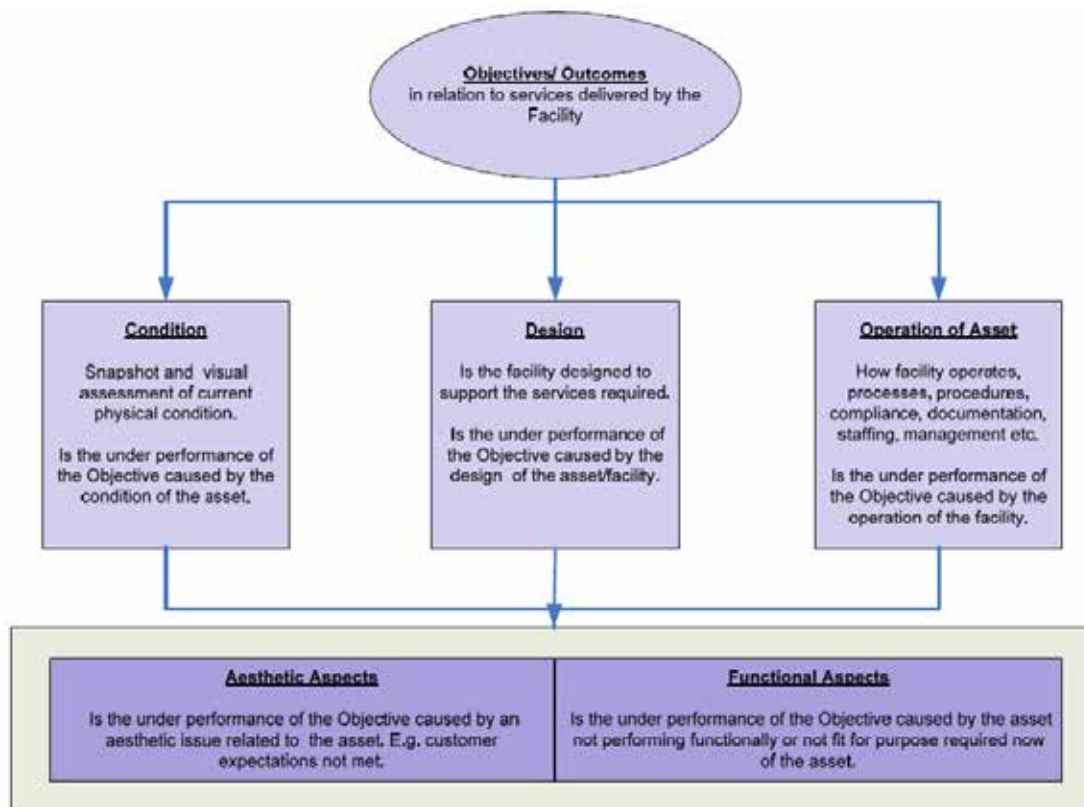 Objectives/ Outcomes
in relation to services delivered by the
Facility
Condition
Snapshot and visual
assessment of current
physical condition.
Is the under performance of
the Objective caused by the
condition of the asset.
Design
Is the facility designed to
support the services required.
Is the under performance of
the Objective caused by the
design of the asset/facility.
Operation of Asset
How facility operates,
processes, procedures,
compliance, documentation,
staffing, management etc.
Is the under performance of
the Objective caused by the
operation of the facility.
Aesthetic Aspects
Is the under performance of the Objective caused by an
aesthetic issue related to the asset. E.g. customer
expectations not met.
Functional Aspects
Is the under performance of the Objective caused by the asset
not performing functionally or not fit for purpose required now
of the asset.